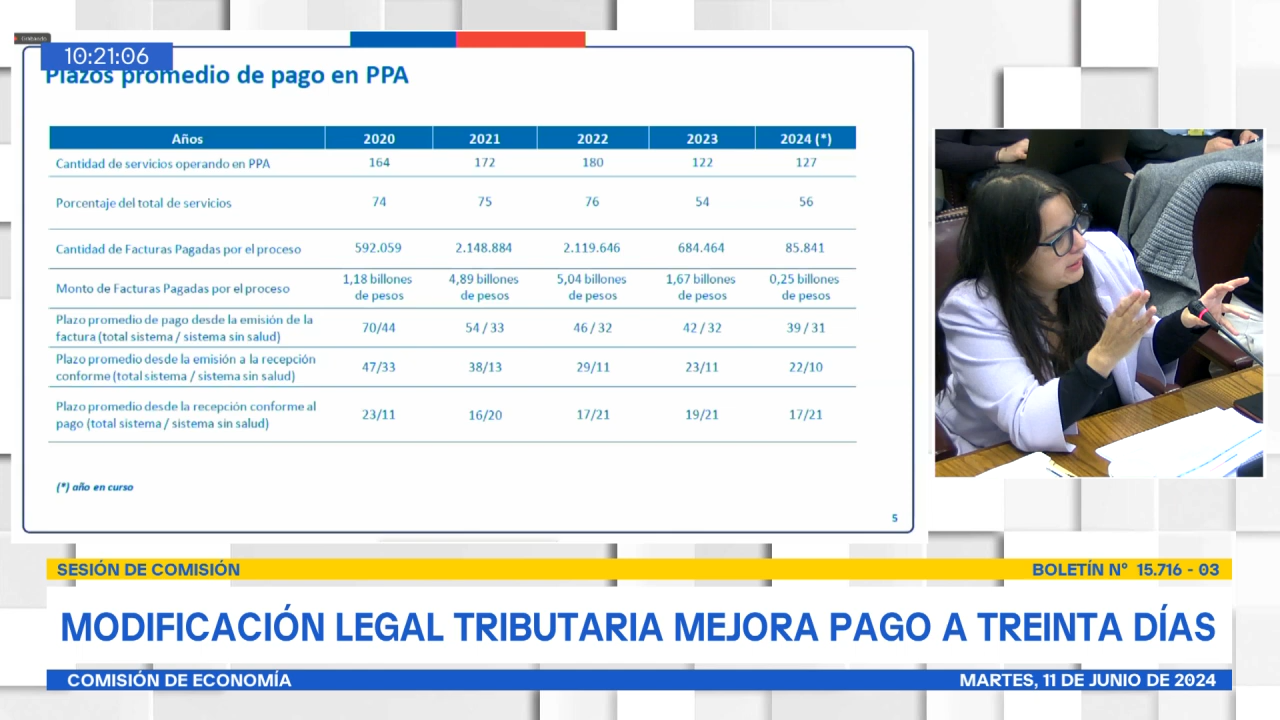 10:21:06
Plazos promedio de pago en PPA
Años 2020 2021 2022 2023 2024 (*)
Cantidad de servicios operando en PPA 164 172 180 122 127
Porcentaje del total de servicios 74 75 76 54 56
Cantidad de Facturas Pagadas por el proceso 592.059 2.148.884 2.119.646 684.464 85.841
Monto de Facturas Pagadas por el proceso 1,18 billones de pesos 4,89 billones de pesos 5,04 billones de pesos 1,67 billones de pesos 0,25 billones de pesos
Plazo promedio de pago desde la emisión de la
factura (total sistema / sistema sin salud) 70/44 54 / 33 46 / 32 42 / 32 39 / 31
Plazo promedio desde la emisión a la recepción
conforme (total sistema / sistema sin salud) 47/33 38/13 29/11 23/11 22/10
Plazo promedio desde la recepción conforme al
pago (total sistema / sistema sin salud) 23/11 16/20 17/21 19/21 17/21
(*) año en curso
5
SESIÓN DE COMISIÓN BOLETÍN N° 15.716 - 03
MODIFICACIÓN LEGAL TRIBUTARIA MEJORA PAGO A TREINTA DÍAS
COMISIÓN DE ECONOMÍA MARTES, 11 DE JUNIO DE 2024